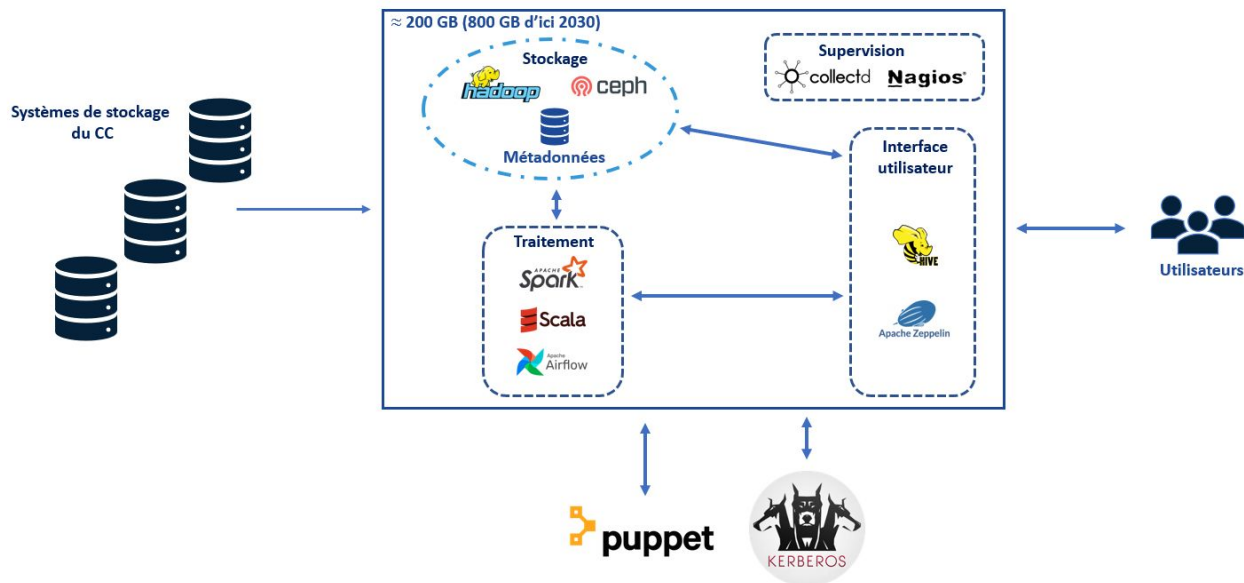 ≈ 200 GB (800 GB d'ici 2030)
Stockage
hadoop
ceph
Métadonnées
Supervision
collectd
Nagios®
Systèmes de stockage
du CC
Interface
utilisateur
HIVE
Apache Zeppelin
Traitement
APACHE
Spark™
Scala
Apache
Airflow
Utilisateurs
puppet
KERBEROS